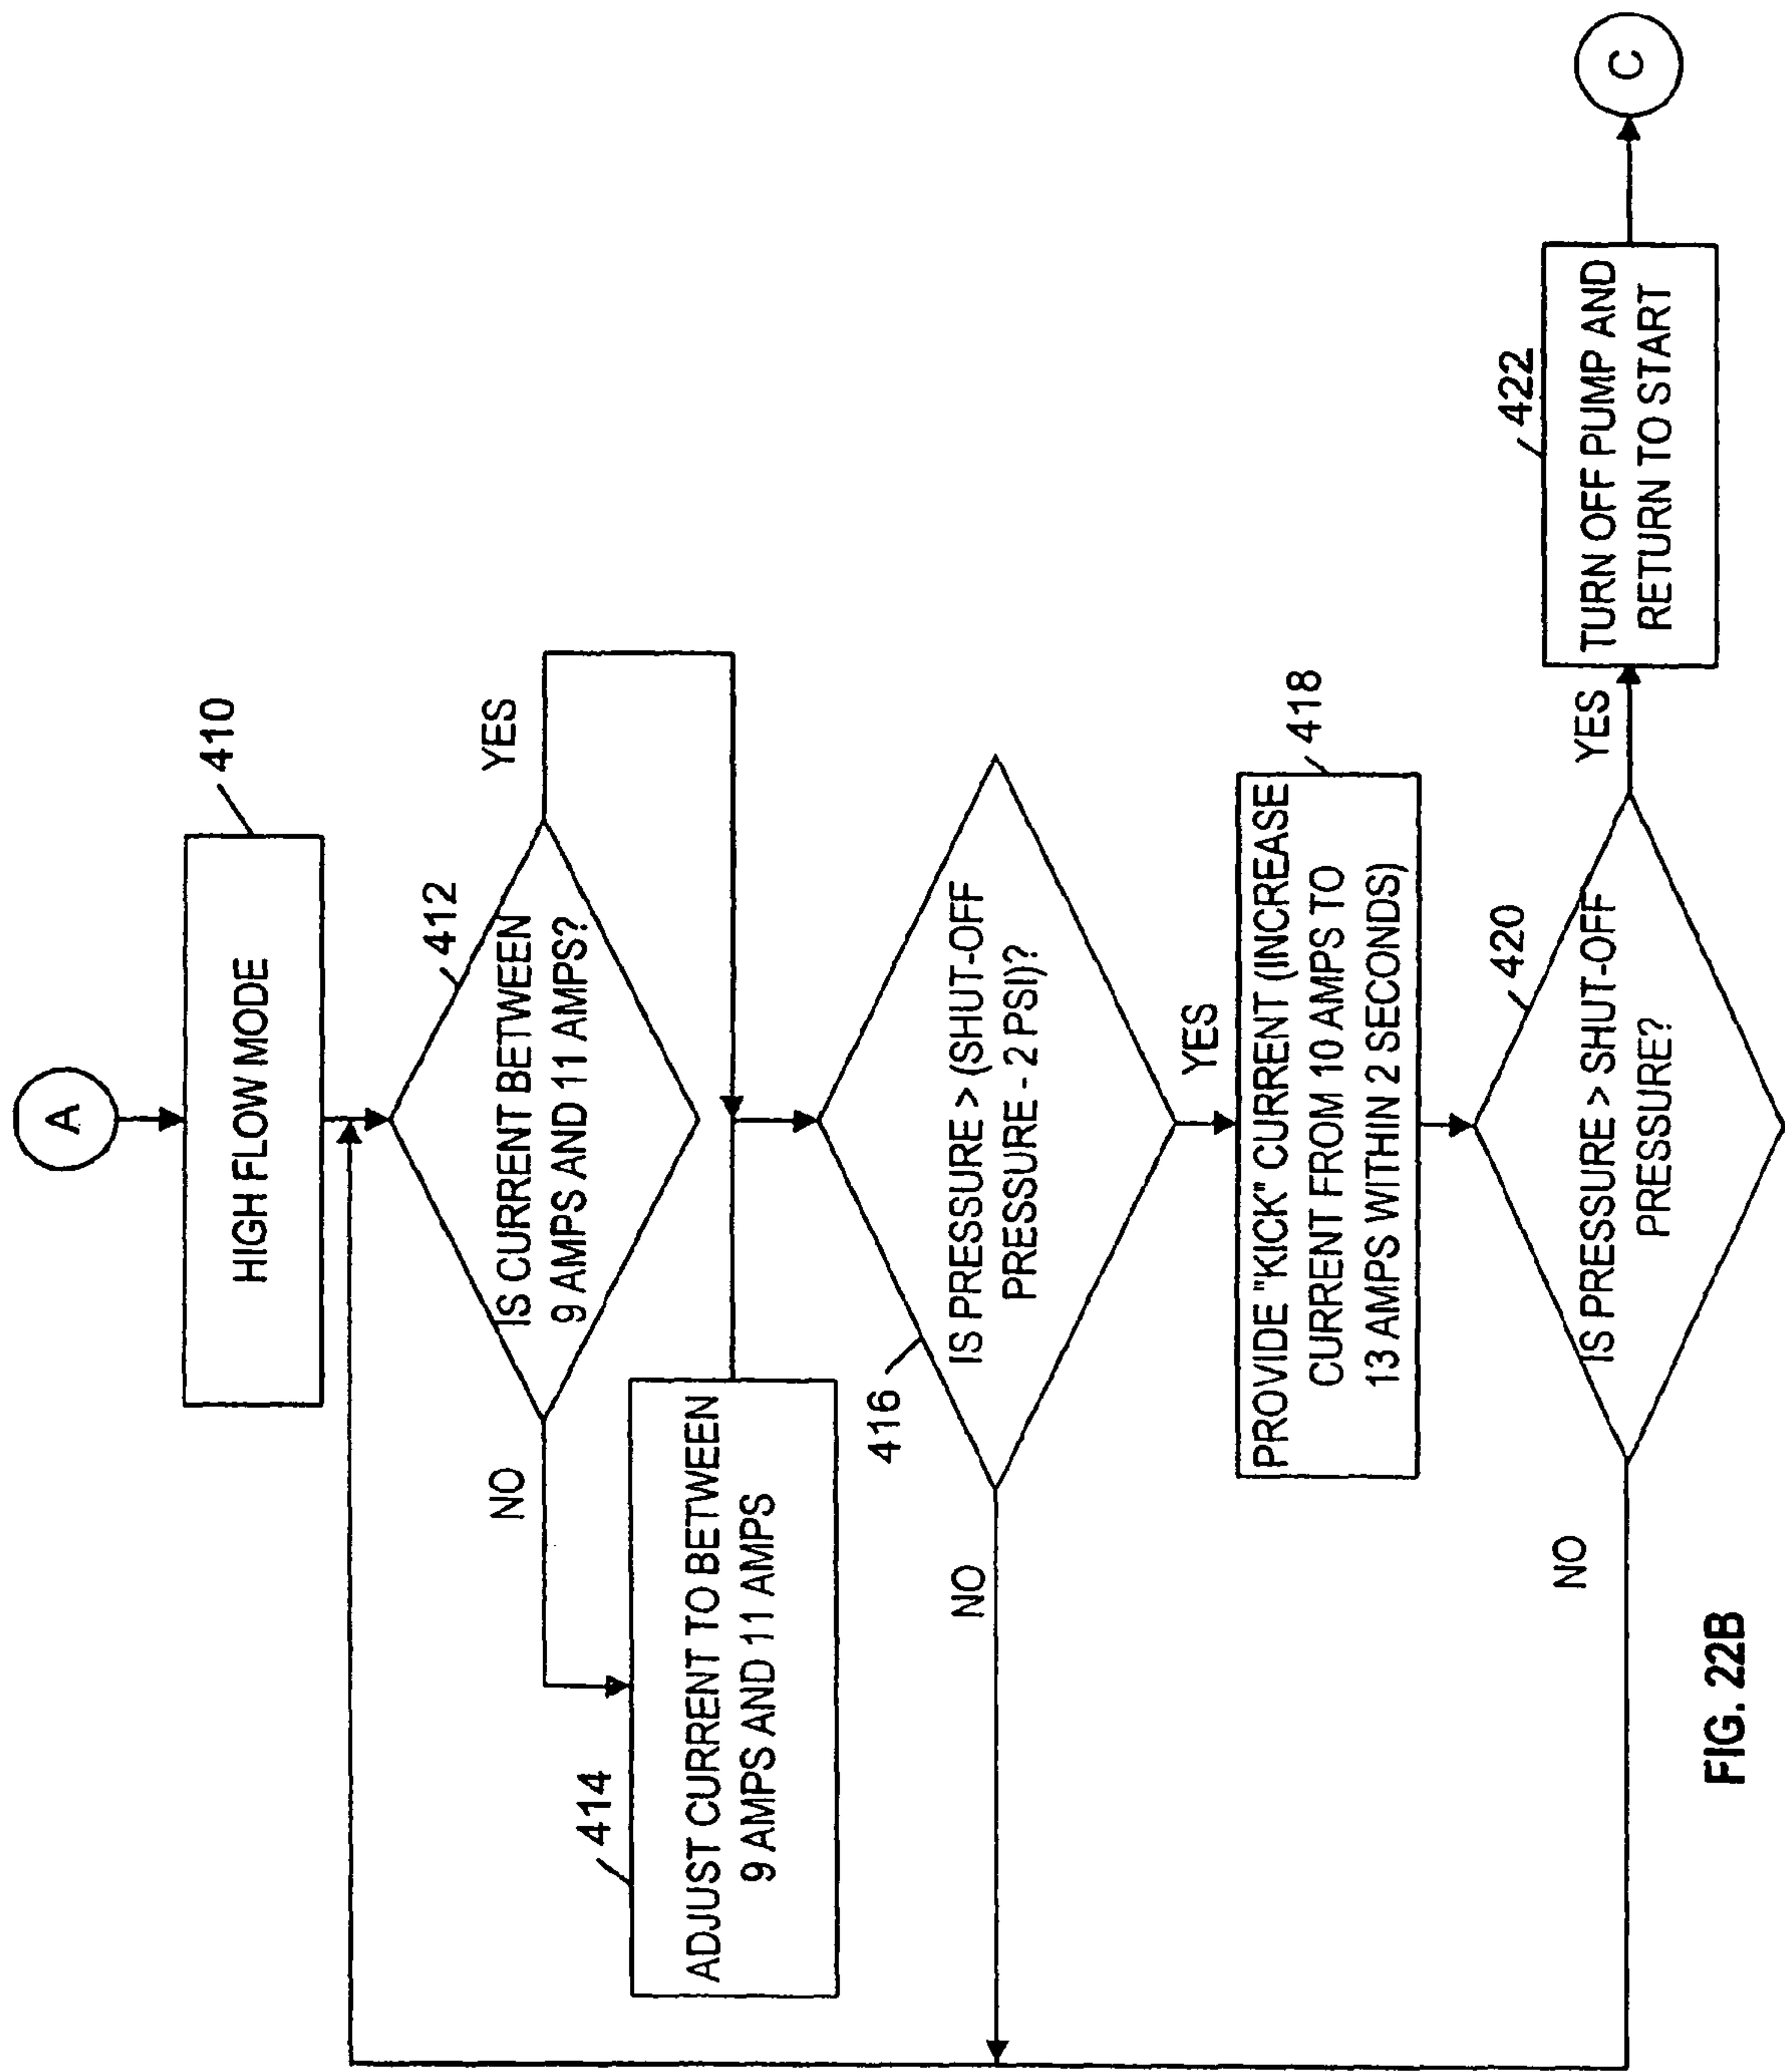 A
HIGH FLOW MODE
410
412
IS CURRENT BETWEEN
9 AMPS AND 11 AMPS?
YES
NO
414
ADJUST CURRENT TO BETWEEN
9 AMPS AND 11 AMPS
416
IS PRESSURE > (SHUT-OFF
PRESSURE - 2 PSI)?
NO
YES
418
PROVIDE "KICK" CURRENT (INCREASE
CURRENT FROM 10 AMPS TO
13 AMPS WITHIN 2 SECONDS)
420
IS PRESSURE > SHUT-OFF
PRESSURE?
NO
YES
422
TURN OFF PUMP AND
RETURN TO START
C
FIG. 22B